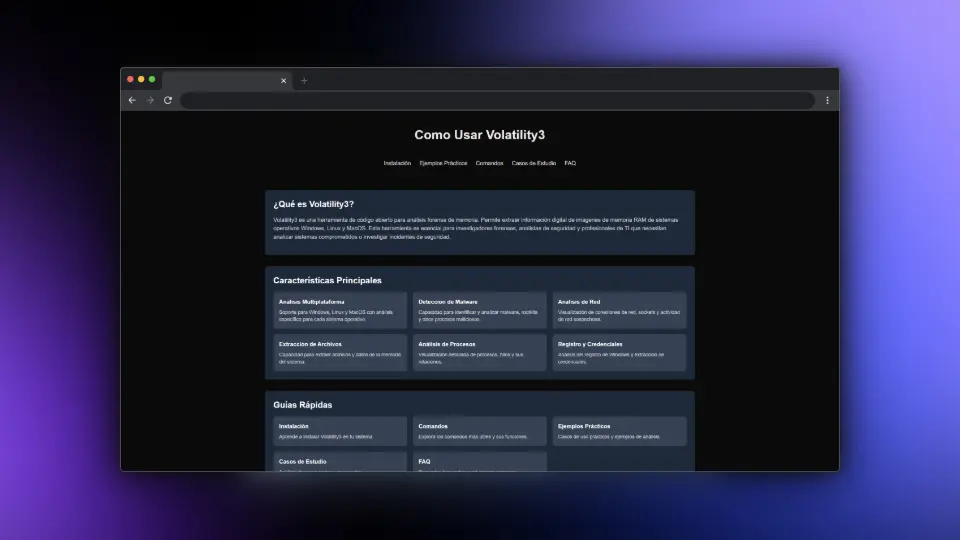 Como Usar Volatility3
Instalación Ejemplos Prácticos Comandos Casos de Estudio FAQ
¿Qué es Volatility3?
Volatility3 es una herramienta de código abierto para análisis forense de memoria. Permite extraer información digital de imágenes de memoria RAM de sistemas
operativos Windows, Linux y MacOS. Esta herramienta es esencial para investigadores forenses, analistas de seguridad y profesionales de TI que necesitan
analizar sistemas comprometidos o investigar incidentes de seguridad.
Características Principales
Análisis Multiplataforma
Soporte para Windows, Linux y MacOS con análisis
específico para cada sistema operativo.
Detección de Malware
Capacidad para identificar y analizar malware, rootkits
y otros procesos maliciosos.
Análisis de Red
Visualización de conexiones de red, sockets y actividad
de red sospechosa.
Extracción de Archivos
Capacidad para extraer archivos y datos de la memoria
del sistema.
Análisis de Procesos
Visualización detallada de procesos, hilos y sus
relaciones.
Registro y Credenciales
Análisis del registro de Windows y extracción de
credenciales.
Guías Rápidas
Instalación
Aprende a instalar Volatility3 en tu sistema.
Comandos
Explora los comandos más útiles y sus funciones.
Ejemplos Prácticos
Casos de uso prácticos y ejemplos de análisis.
Casos de Estudio
FAQ